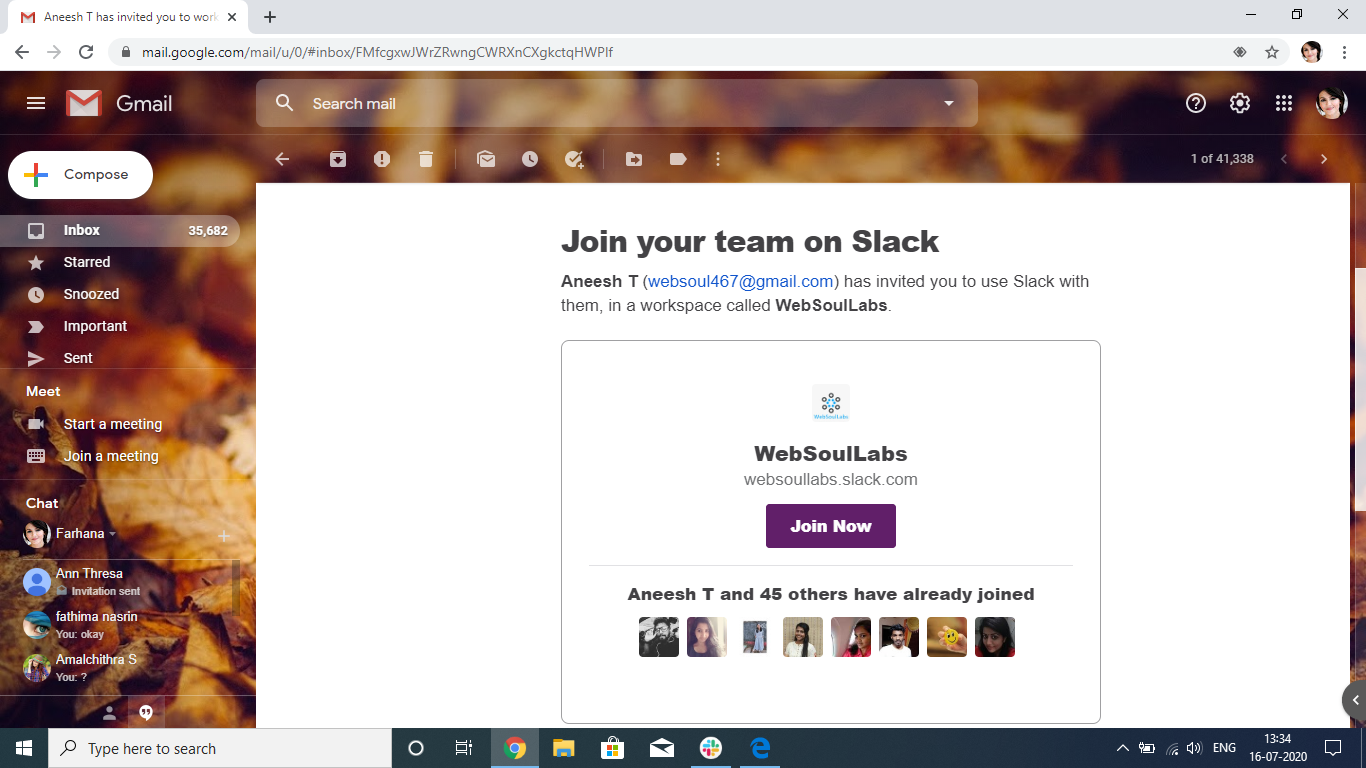 Aneesh T has invited you to work
mail.google.com/mail/u/0/#inbox/FMfcgxwJWrZRwngCWRXnCXgkctqHWPlf
Gmail
Search mail
Compose
1 of 41,338
Inbox 35,682
Starred
Snoozed
Important
Sent
Meet
Start a meeting
Join a meeting
Chat
Farhana
Ann Thresa
Invitation sent
fathima nasrin
You: okay
Amalchithra S
You: ?
Join your team on Slack
Aneesh T (websoul467@gmail.com) has invited you to use Slack with
them, in a workspace called WebSoulLabs.
WebSoulLabs
WebSoulLabs
websoullabs.slack.com
Join Now
Aneesh T and 45 others have already joined
Type here to search
ENG
13:34
16-07-2020